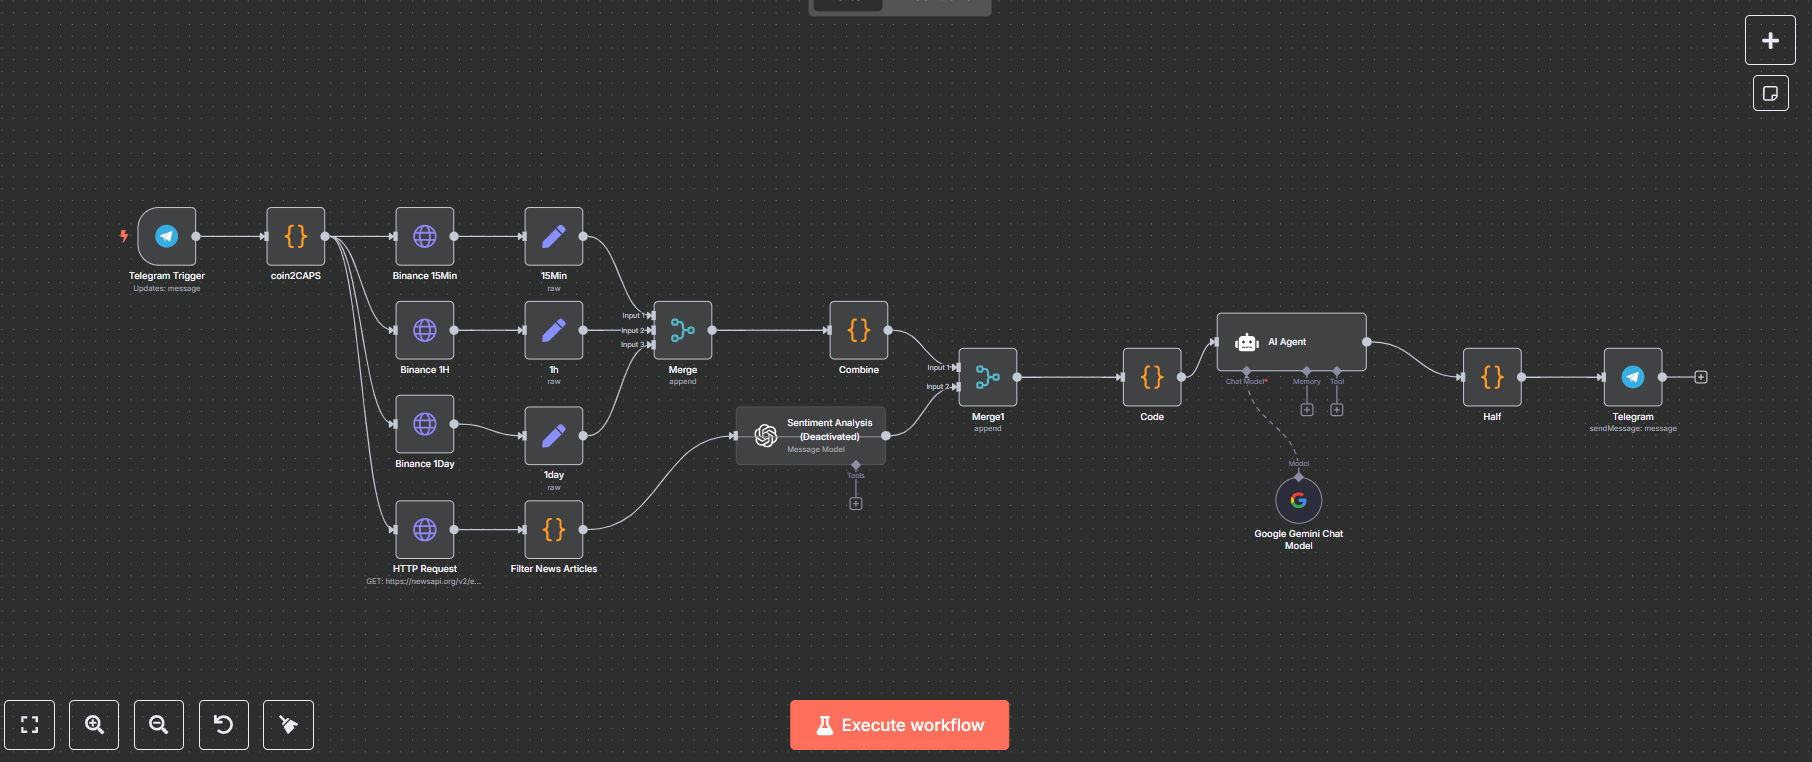 Telegram Trigger
Updates: message
coin2CAPS
Binance 15Min
15Min
raw
Binance 1H
1h
raw
Input 1
Input 2
Input 3
Merge
append
Combine
Binance 1Day
1day
raw
Sentiment Analysis
(Deactivated)
Message Model
Tools
HTTP Request
GET: https://newsapi.org/v2/e...
Filter News Articles
Input 1
Input 2
Merge1
append
Code
AI Agent
Chat Model*
Memory
Tool
Model
Google Gemini Chat
Model
Half
Telegram
sendMessage: message
Execute workflow